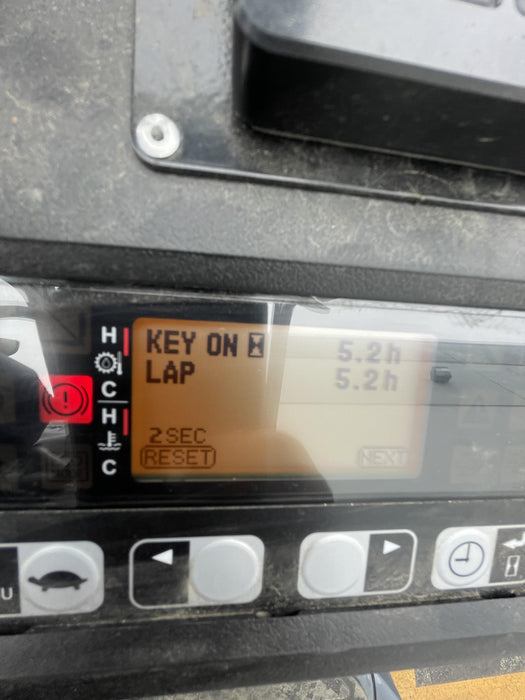 H
C
H
C
KEY ON 5.2h
LAP 5.2h
2SEC
RESET NEXT
U